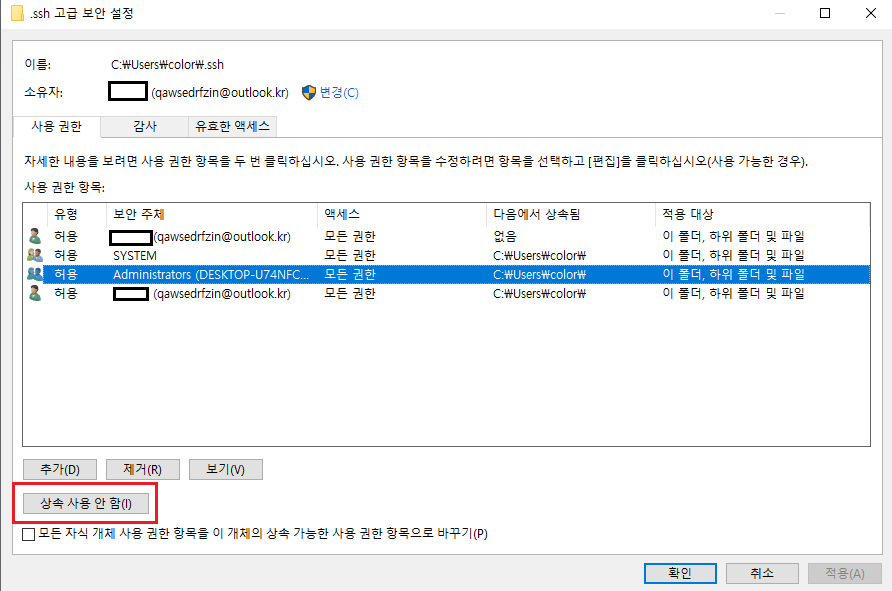 .ssh 고급 보안 설정
이름: C:₩Users₩color₩.ssh
소유자: (qawsedrfzin@outlook.kr) 변경(C)
사용 권한 감사 유효한 액세스
자세한 내용을 보려면 사용 권한 항목을 두 번 클릭하십시오. 사용 권한 항목을 수정하려면 항목을 선택하고 [편집]을 클릭하십시오(사용 가능한 경우).
사용 권한 항목:
유형 보안 주체 액세스 다음에서 상속됨 적용 대상
허용 (qawsedrfzin@outlook.kr) 모든 권한 없음 이 폴더, 하위 폴더 및 파일
허용 SYSTEM 모든 권한 C:₩Users₩color₩ 이 폴더, 하위 폴더 및 파일
허용 Administrators (DESKTOP-U74NFC... 모든 권한 C:₩Users₩color₩ 이 폴더, 하위 폴더 및 파일
허용 (qawsedrfzin@outlook.kr) 모든 권한 C:₩Users₩color₩ 이 폴더, 하위 폴더 및 파일
추가(D) 제거(R) 보기(V)
상속 사용 안 함(I)
모든 자식 개체 사용 권한 항목을 이 개체의 상속 가능한 사용 권한 항목으로 바꾸기(P)
확인 취소 적용(A)